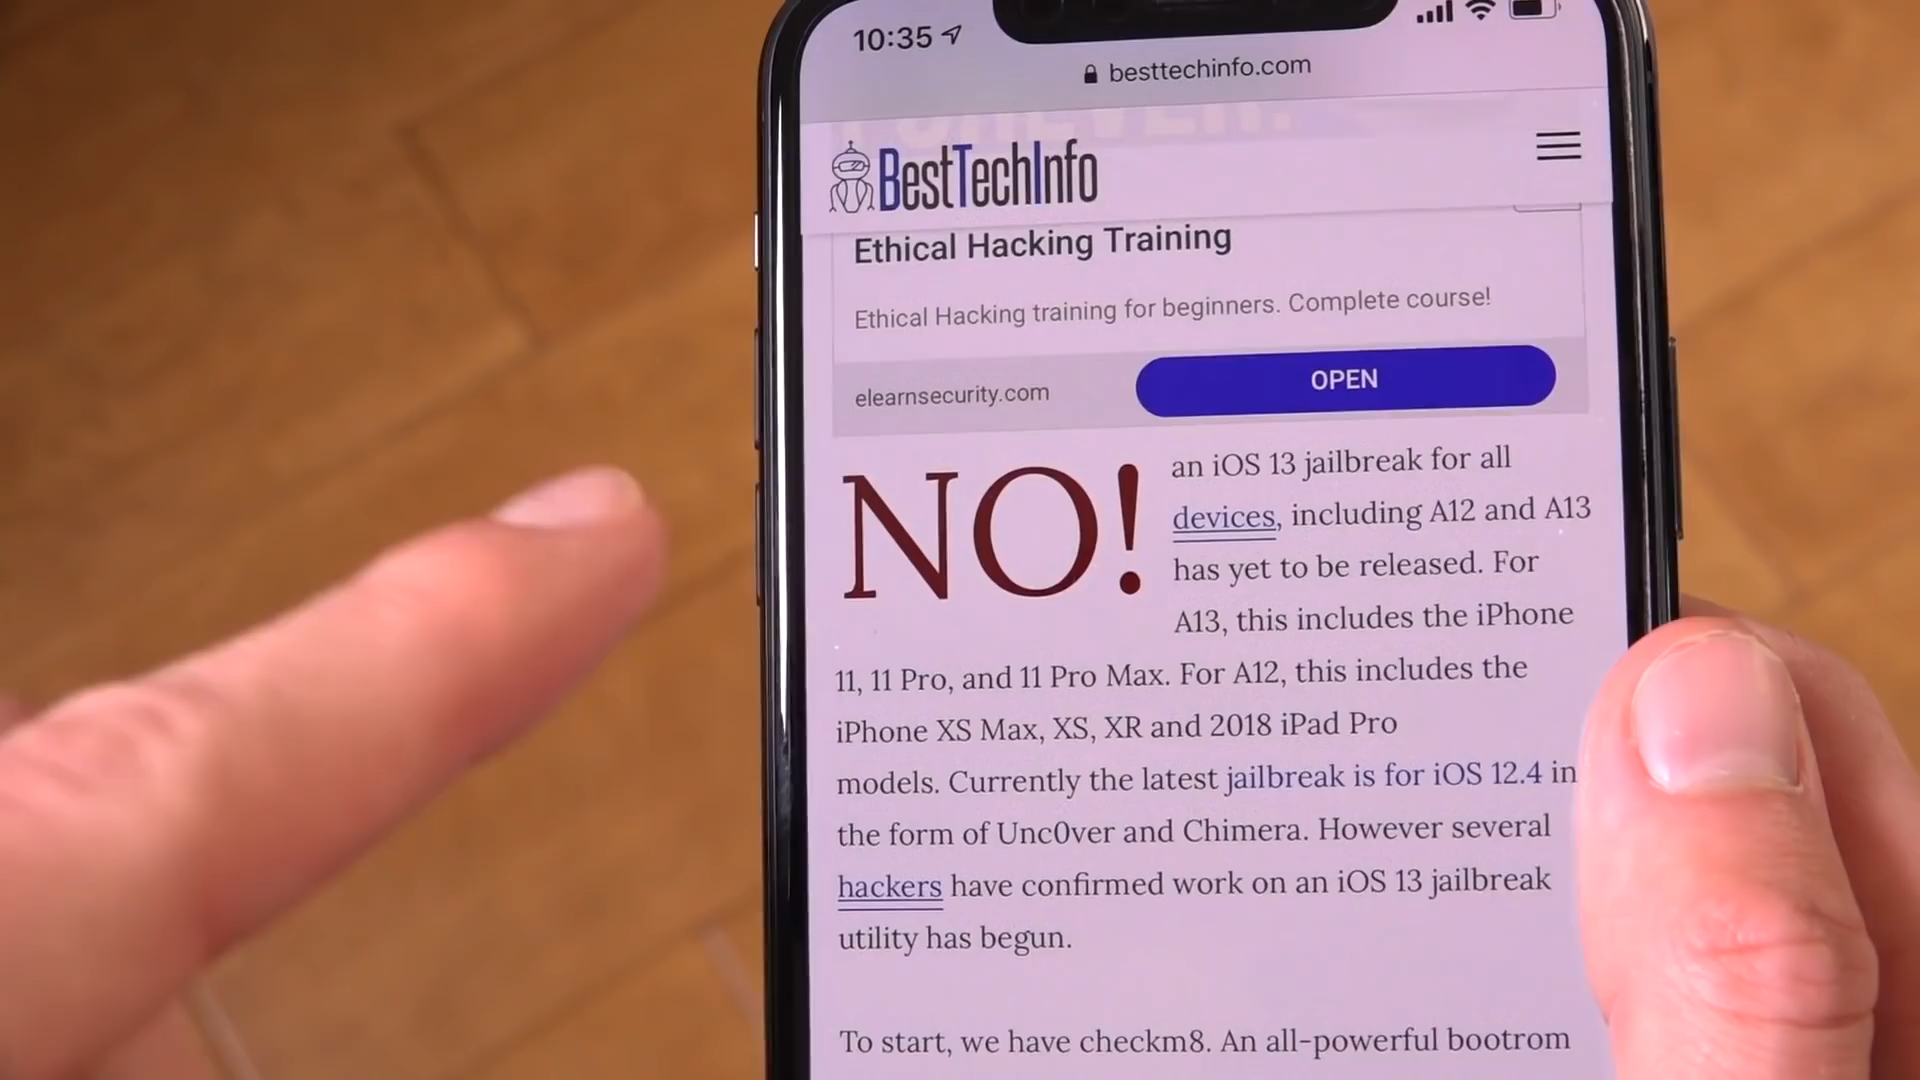 10:35
besttechinfo.com
BestTechInfo
Ethical Hacking Training
Ethical Hacking training for beginners. Complete course!
elearnsecurity.com
OPEN
NO!
an iOS 13 jailbreak for all
devices, including A12 and A13
has yet to be released. For
A13, this includes the iPhone
11, 11 Pro, and 11 Pro Max. For A12, this includes the
iPhone XS Max, XS, XR and 2018 iPad Pro
models. Currently the latest jailbreak is for iOS 12.4 in
the form of Unc0ver and Chimera. However several
hackers have confirmed work on an iOS 13 jailbreak
utility has begun.
To start, we have checkm8. An all-powerful bootrom